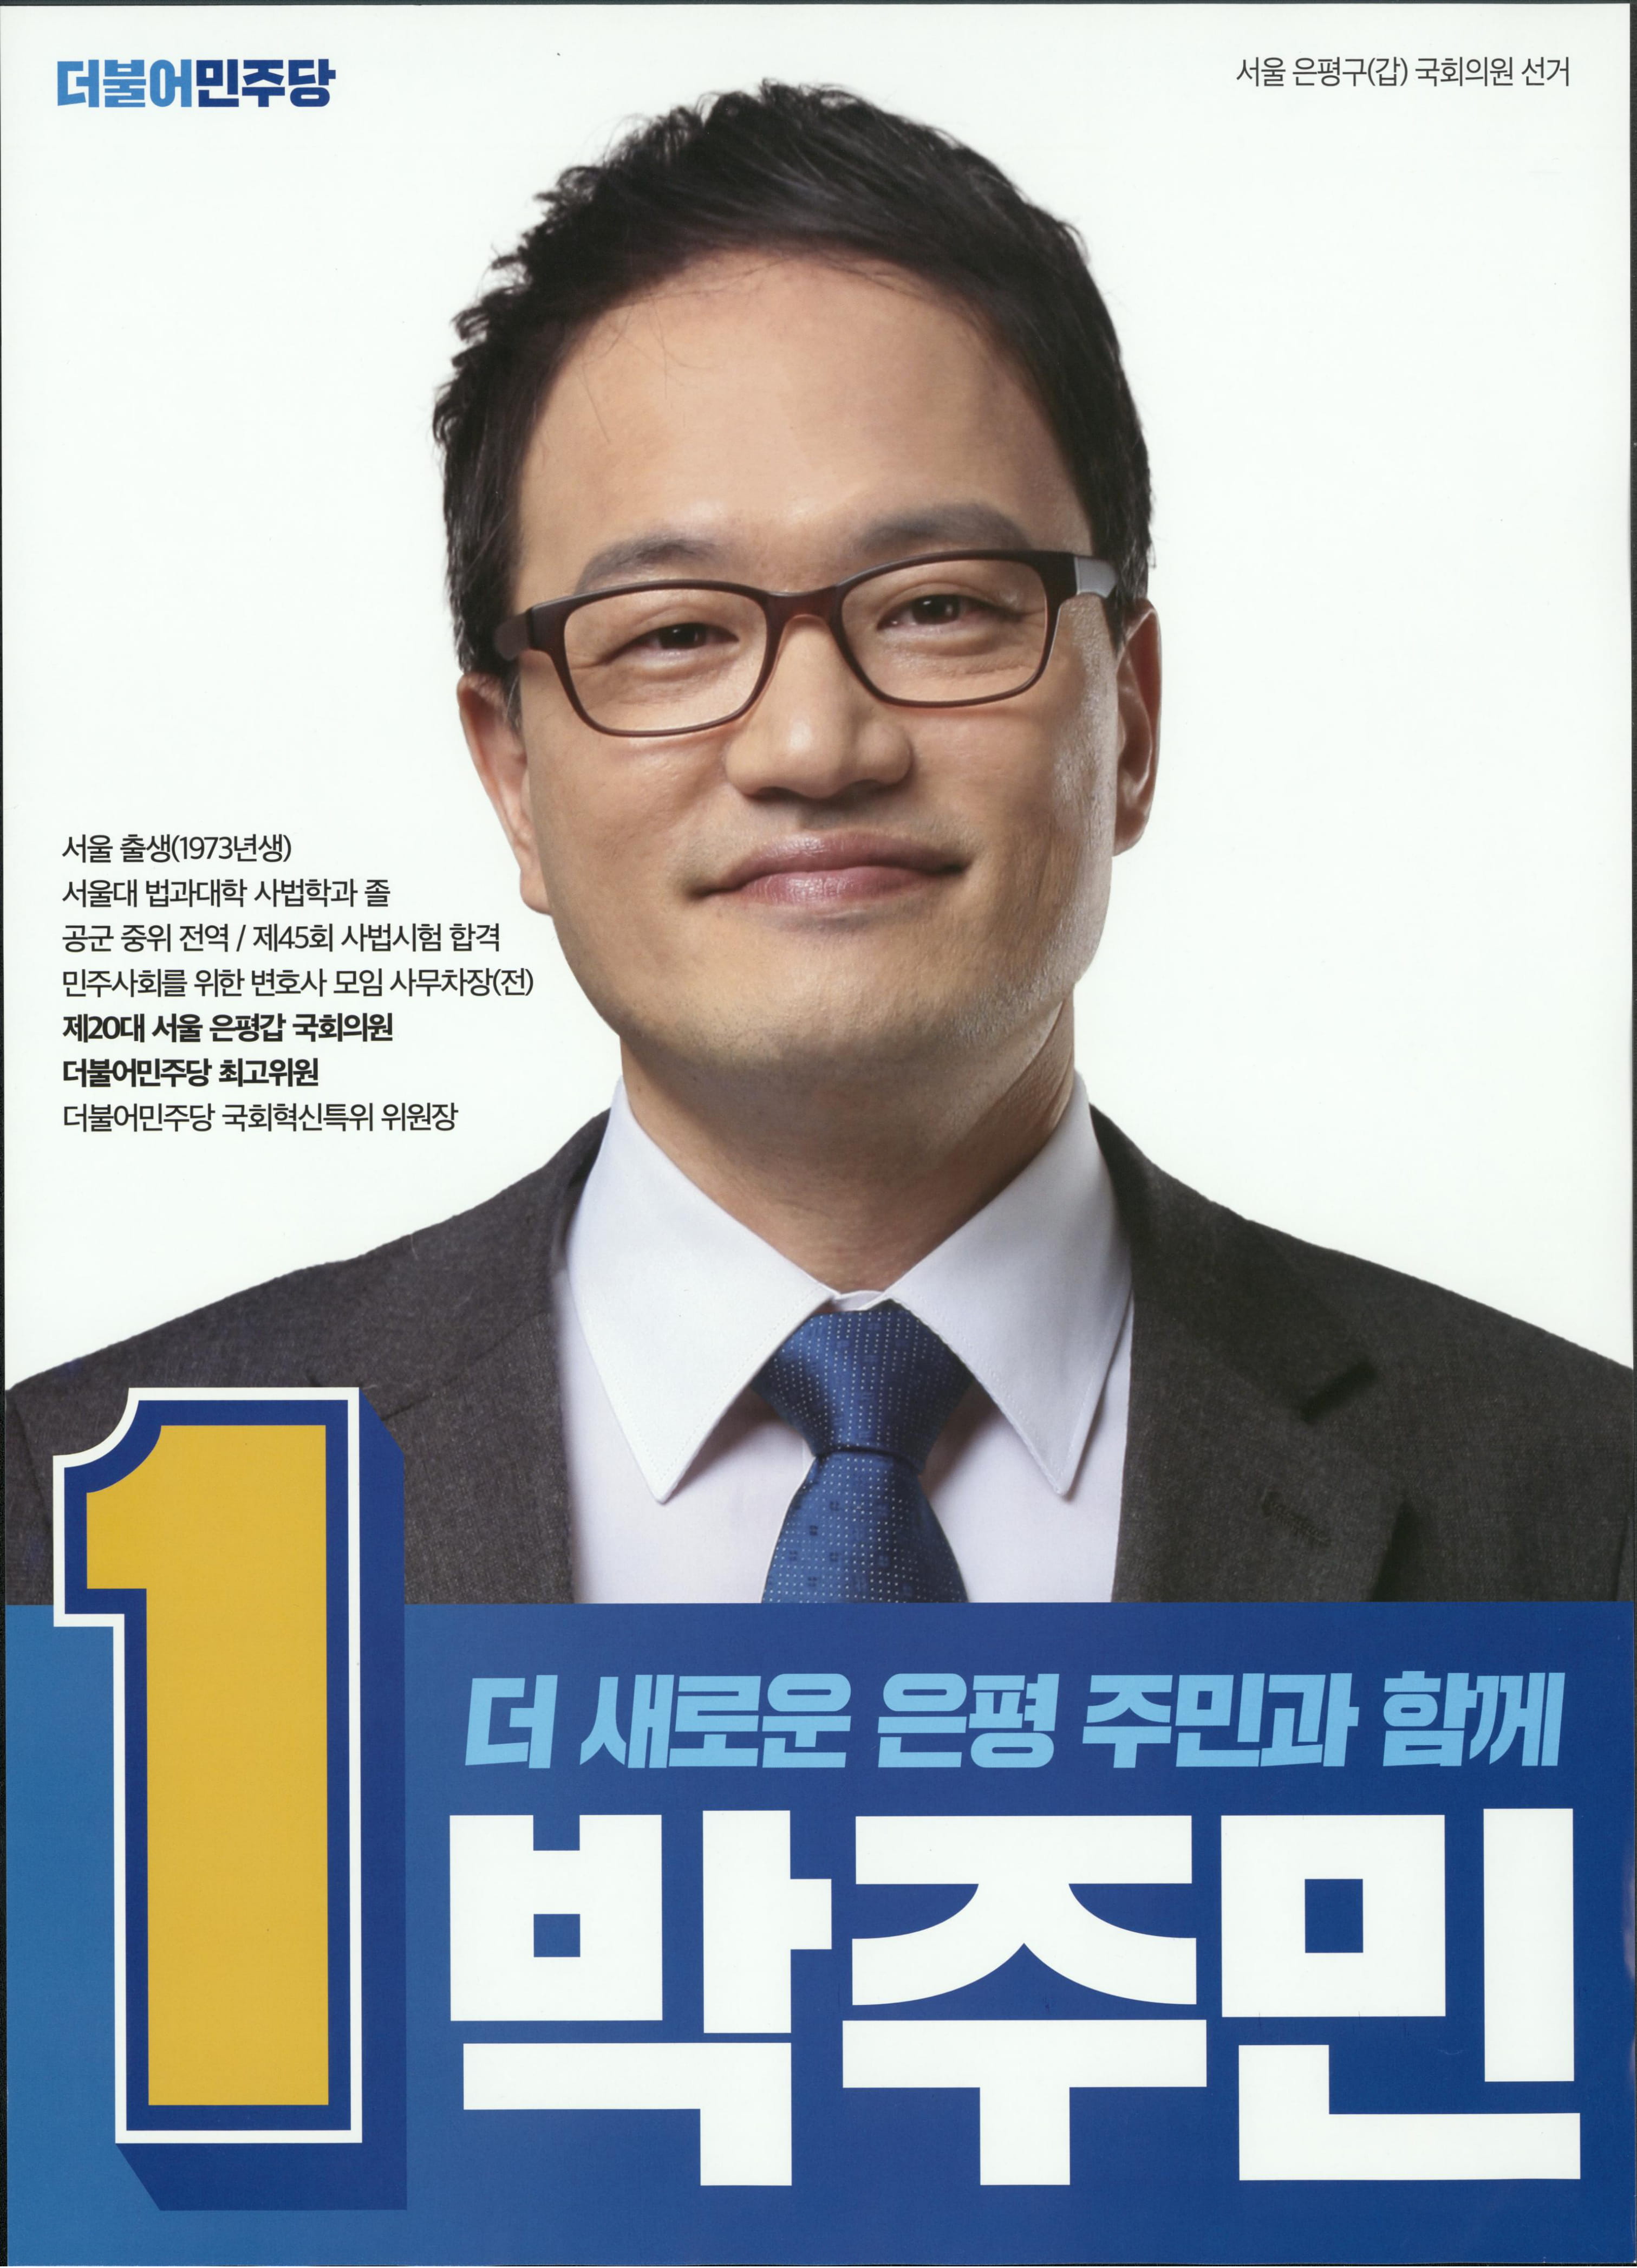 더불어민주당
서울 은평구(갑) 국회의원 선거
서울 출생(1973년생)
서울대 법과대학 사법학과 졸
공군 중위 전역 / 제45회 사법시험 합격
민주사회를 위한 변호사 모임 사무차장(전)
제20대 서울 은평갑 국회의원
더불어민주당 최고위원
더불어민주당 국회혁신특위 위원장
1
더 새로운 은평 주민과 함께
박주민